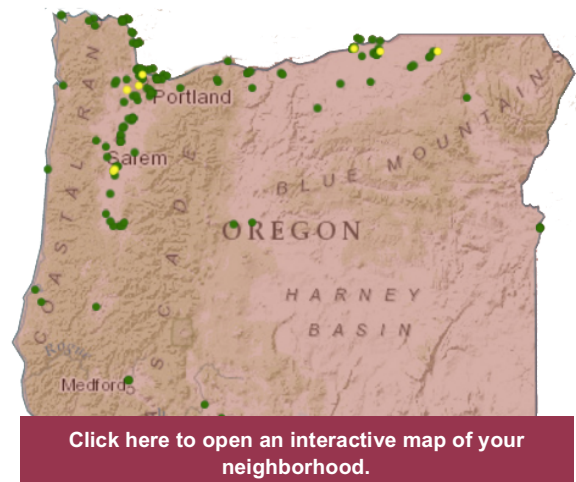 COASTAL RAN
Portland
Salem
CASCADE
BLUE MOUNTAINS
OREGON
HARNEY
BASIN
Rogue
Medford
Click here to open an interactive map of your
neighborhood.